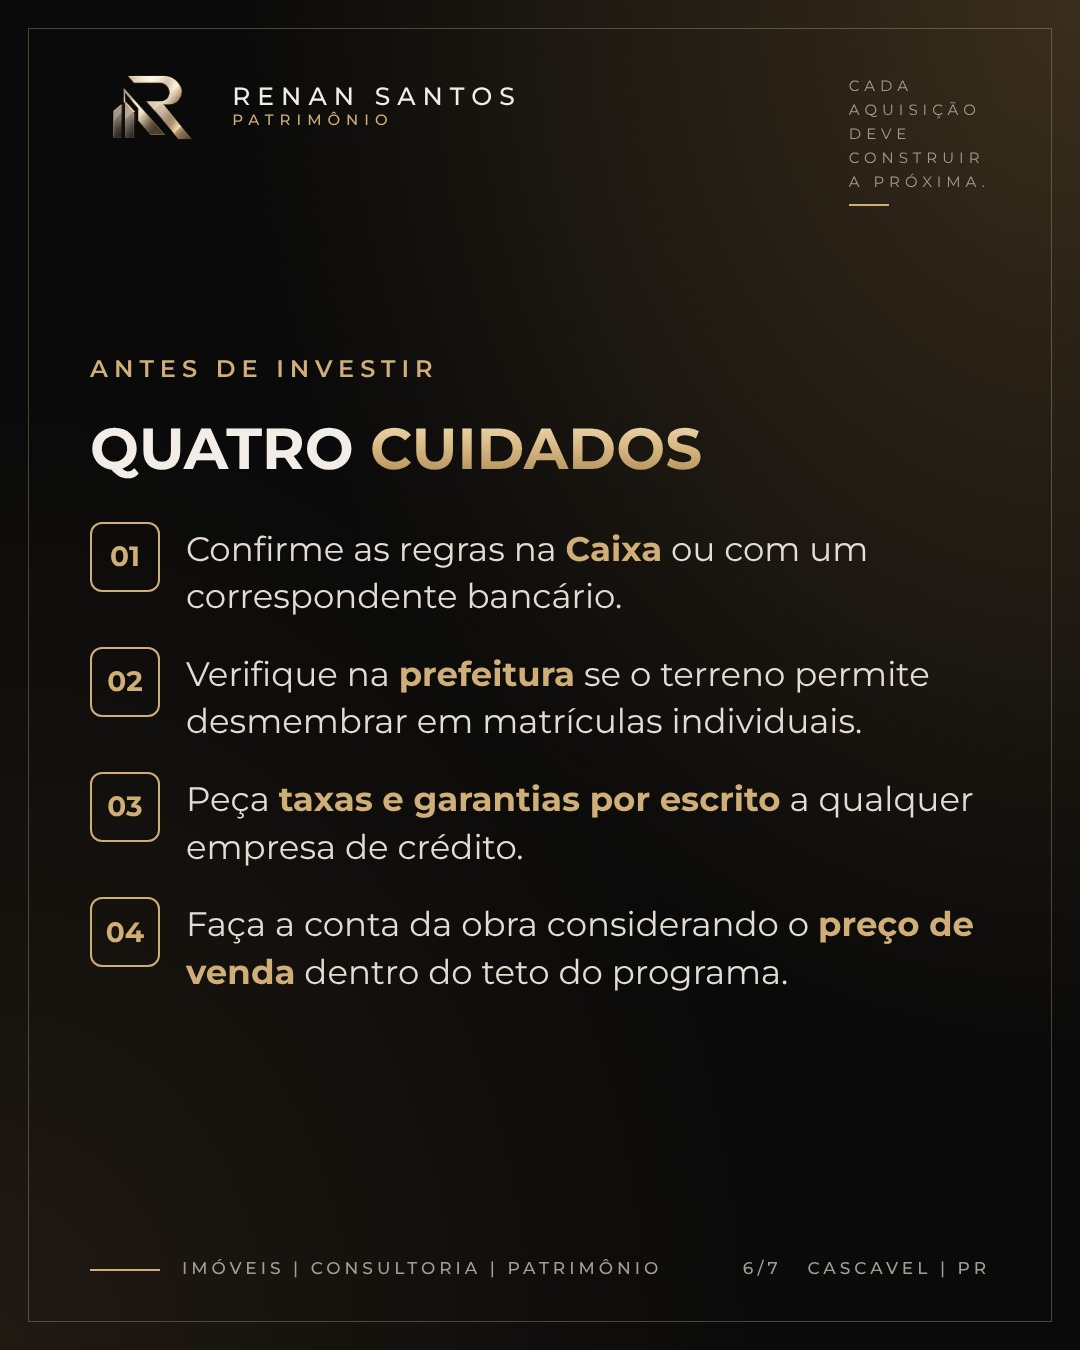 RENAN SANTOS
PATRIMÔNIO
CADA
AQUISIÇÃO
DEVE
CONSTRUIR
A PRÓXIMA.
ANTES DE INVESTIR
QUATRO CUIDADOS
01
Confirme as regras na Caixa ou com um
correspondente bancário.
02
Verifique na prefeitura se o terreno permite
desmembrar em matrículas individuais.
03
Peça taxas e garantias por escrito a qualquer
empresa de crédito.
04
Faça a conta da obra considerando o preço de
venda dentro do teto do programa.
IMÓVEIS | CONSULTORIA | PATRIMÔNIO
6/7 CASCAVEL | PR